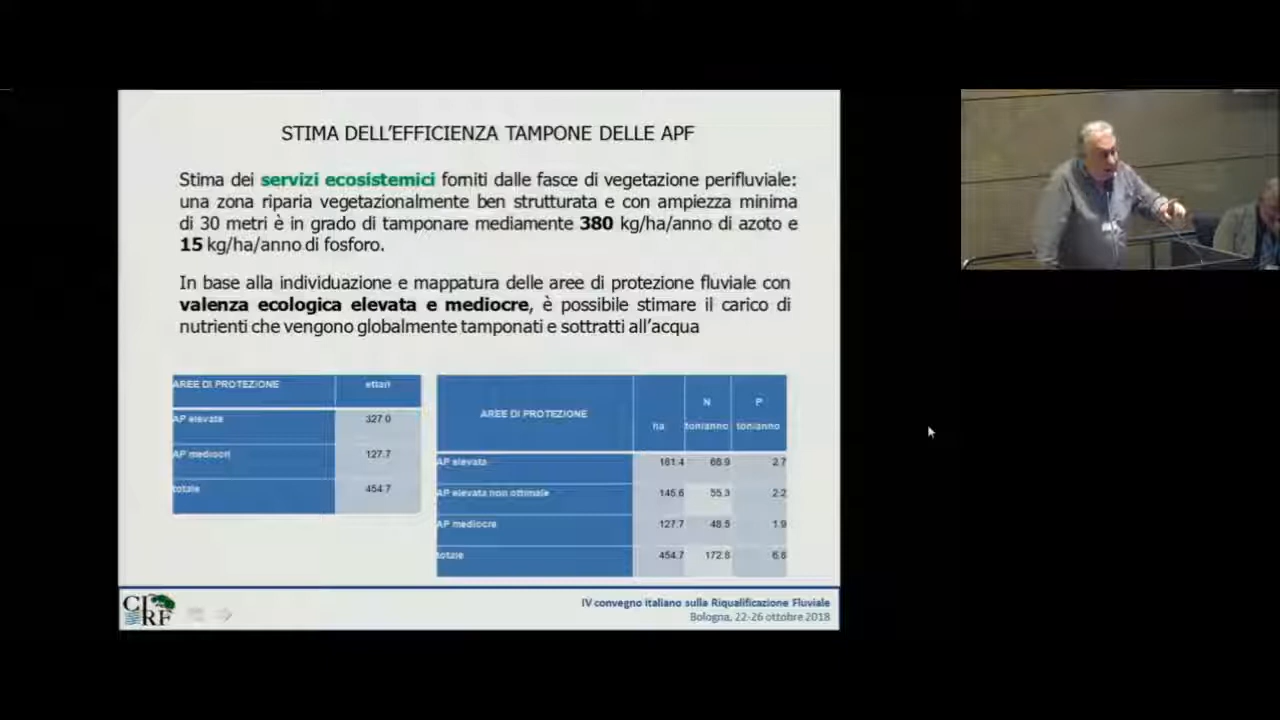 STIMA DELL'EFFICIENZA TAMPONE DELLE APF
Stima dei servizi ecosistemici forniti dalle fasce di vegetazione perifluviale:
una zona riparia vegetazionalmente ben strutturata e con ampiezza minima
di 30 metri è in grado di tamponare mediamente 380 kg/ha/anno di azoto e
15 kg/ha/anno di fosforo.
In base alla individuazione e mappatura delle aree di protezione fluviale con
valenza ecologica elevata e mediocre, è possibile stimare il carico di
nutrienti che vengono globalmente tamponati e sottratti all'acqua
AREE DI PROTEZIONE ettari
AP elevate 327.0
AP mediocri 127.7
totale 454.7
AREE DI PROTEZIONE ha N ton/anno P ton/anno
AP elevata 181.4 68.9 2.7
AP elevata non ottimale 145.6 55.3 2.2
AP mediocre 127.7 48.5 1.9
totale 454.7 172.8 6.8
CIRF
IV convegno italiano sulla Riqualificazione Fluviale
Bologna, 22-26 ottobre 2018